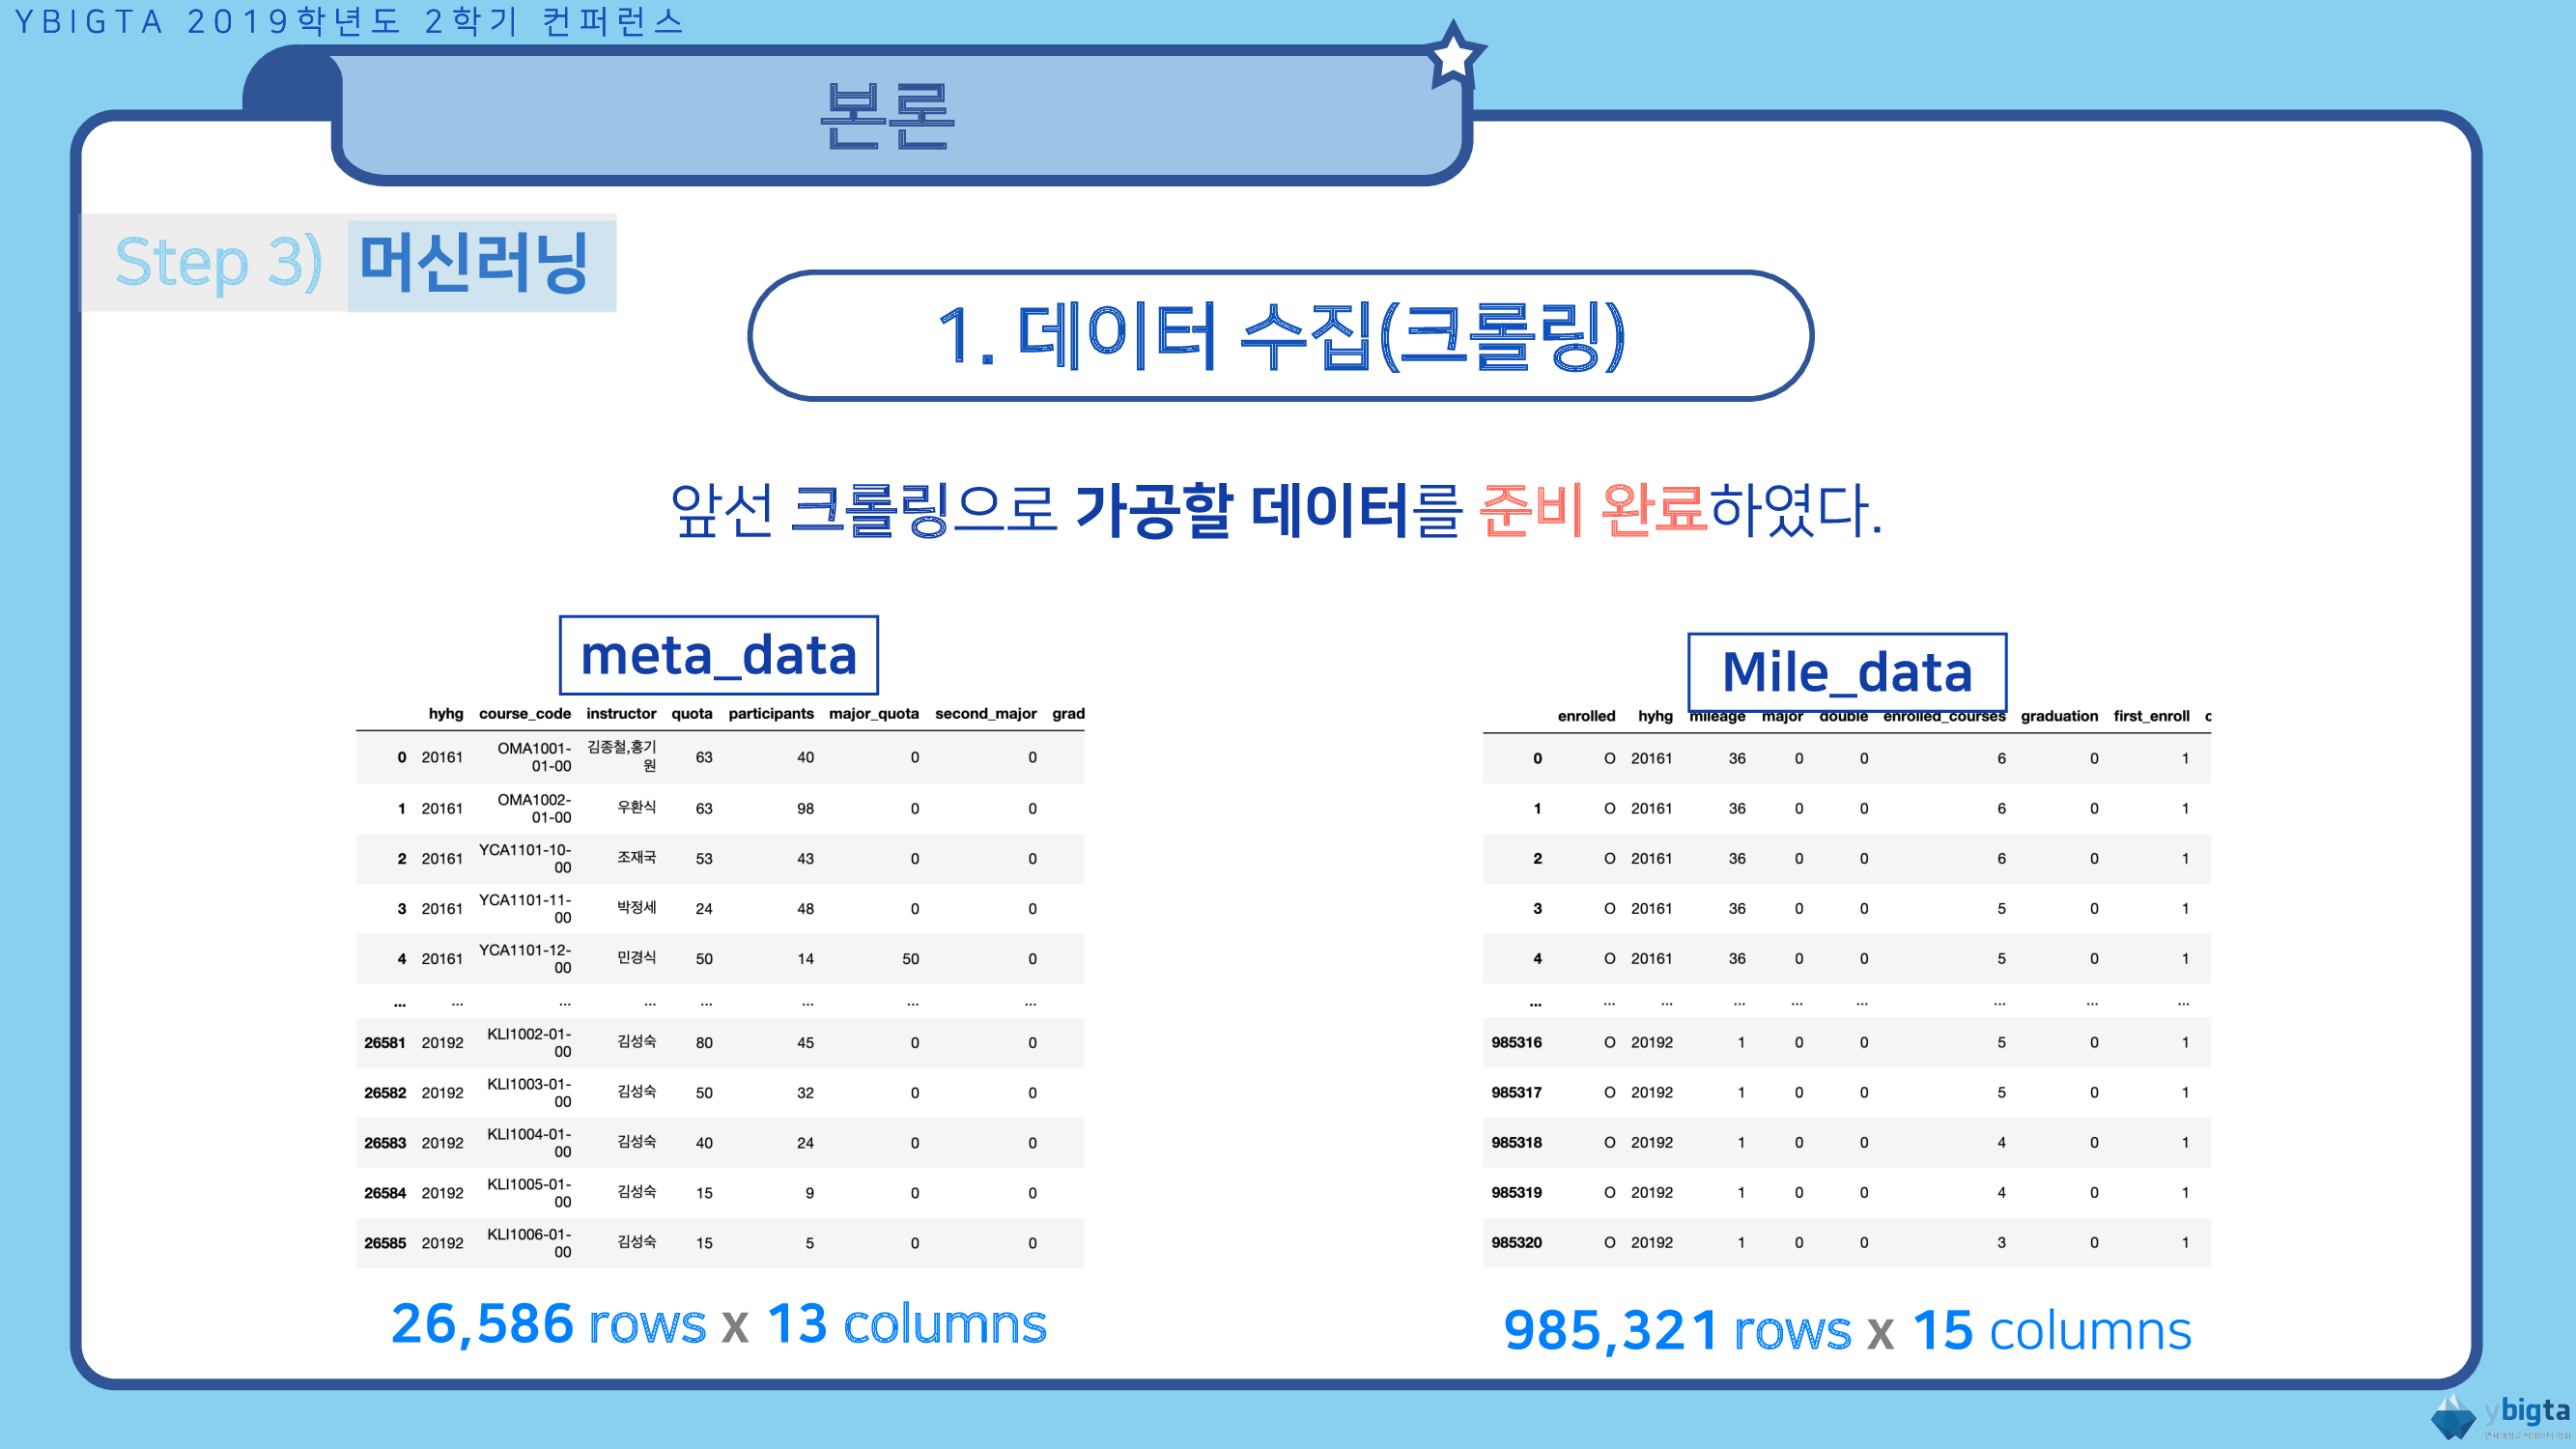 YBIGTA 2019학년도 2학기 컨퍼런스
본론
Step 3) 머신러닝
1. 데이터 수집(크롤링)
앞선 크롤링으로 가공할 데이터를 준비 완료하였다.
meta_data
hyhg course_code instructor quota participants major_quota second_major grad
0 20161 OMA1001-01-00 김종철,홍기원 63 40 0 0
1 20161 OMA1002-01-00 우환식 63 98 0 0
2 20161 YCA1101-10-00 조재국 53 43 0 0
3 20161 YCA1101-11-00 박정세 24 48 0 0
4 20161 YCA1101-12-00 민경식 50 14 50 0
... ... ... ... ... ... ... ...
26581 20192 KLI1002-01-00 김성숙 80 45 0 0
26582 20192 KLI1003-01-00 김성숙 50 32 0 0
26583 20192 KLI1004-01-00 김성숙 40 24 0 0
26584 20192 KLI1005-01-00 김성숙 15 9 0 0
26585 20192 KLI1006-01-00 김성숙 15 5 0 0
26,586 rows x 13 columns
Mile_data
enrolled hyhg mileage major double enrolled_courses graduation first_enroll c
0 O 20161 36 0 0 6 0 1
1 O 20161 36 0 0 6 0 1
2 O 20161 36 0 0 6 0 1
3 O 20161 36 0 0 5 0 1
4 O 20161 36 0 0 5 0 1
... ... ... ... ... ... ... ... ...
985316 O 20192 1 0 0 5 0 1
985317 O 20192 1 0 0 5 0 1
985318 O 20192 1 0 0 4 0 1
985319 O 20192 1 0 0 4 0 1
985320 O 20192 1 0 0 3 0 1
985,321 rows x 15 columns
ybigta
연세대학교 빅데이터 학회